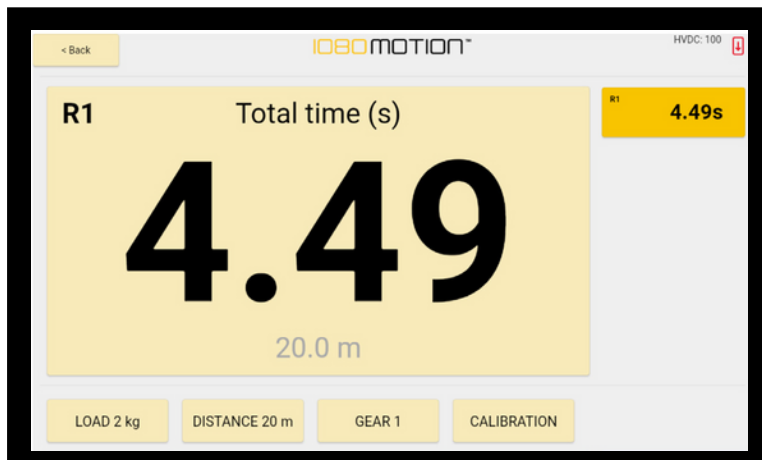 < Back
1080MOTION™
HVDC: 100
R1
Total time (s)
4.49
20.0 m
R1
4.49s
LOAD 2 kg
DISTANCE 20 m
GEAR 1
CALIBRATION